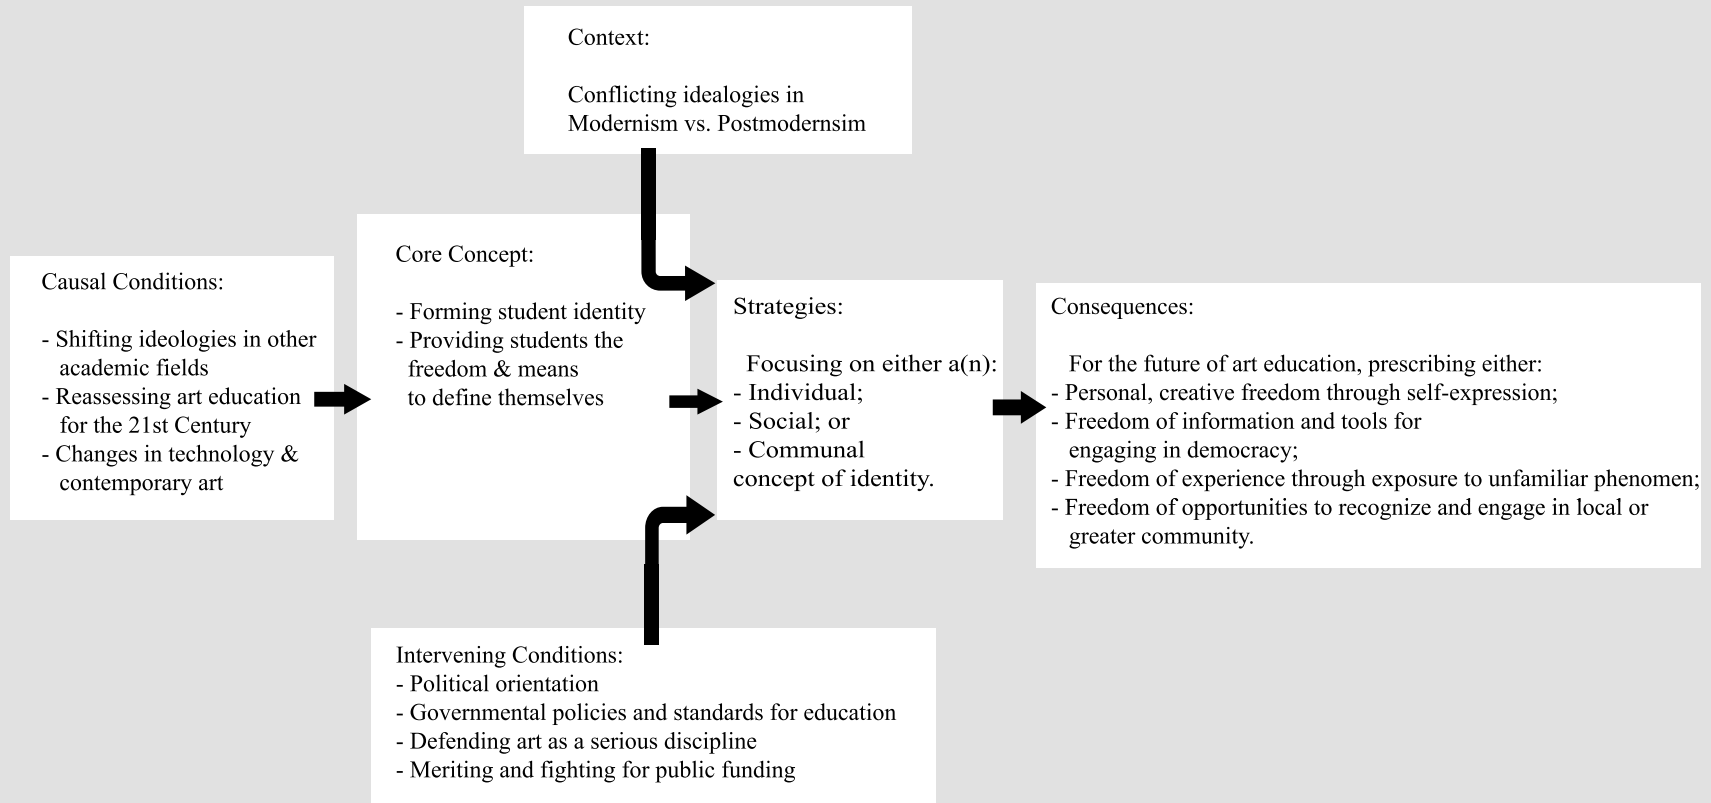 Context:
Conflicting idealogies in
Modernism vs. Postmodernsim
Causal Conditions:
- Shifting ideologies in other
academic fields
- Reassessing art education
for the 21st Century
- Changes in technology &
contemporary art
Core Concept:
- Forming student identity
- Providing students the
freedom & means
to define themselves
Strategies:
Focusing on either a(n):
- Individual;
- Social; or
- Communal
concept of identity.
Consequences:
For the future of art education, prescribing either:
- Personal, creative freedom through self-expression;
- Freedom of information and tools for
engaging in democracy;
- Freedom of experience through exposure to unfamiliar phenomen;
- Freedom of opportunities to recognize and engage in local or
greater community.
Intervening Conditions:
- Political orientation
- Governmental policies and standards for education
- Defending art as a serious discipline
- Meriting and fighting for public funding